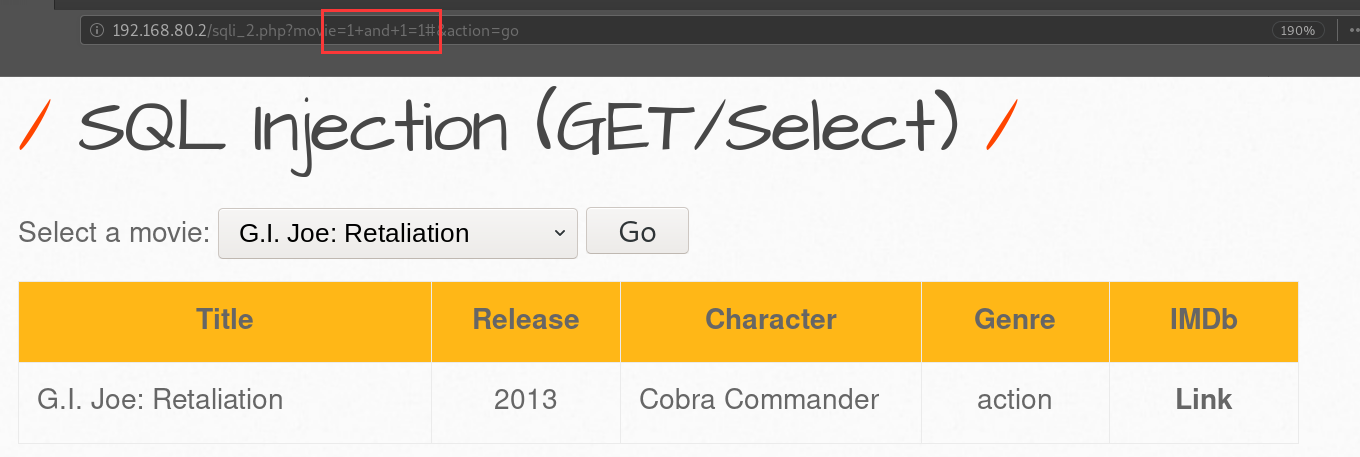 192.168.80.2/sqli_2.php?movie=1+and+1=1#&action=go 190%
/ SQL Injection (GET/Select) /
Select a movie: G.I. Joe: Retaliation Go
Title Release Character Genre IMDb
G.I. Joe: Retaliation 2013 Cobra Commander action Link